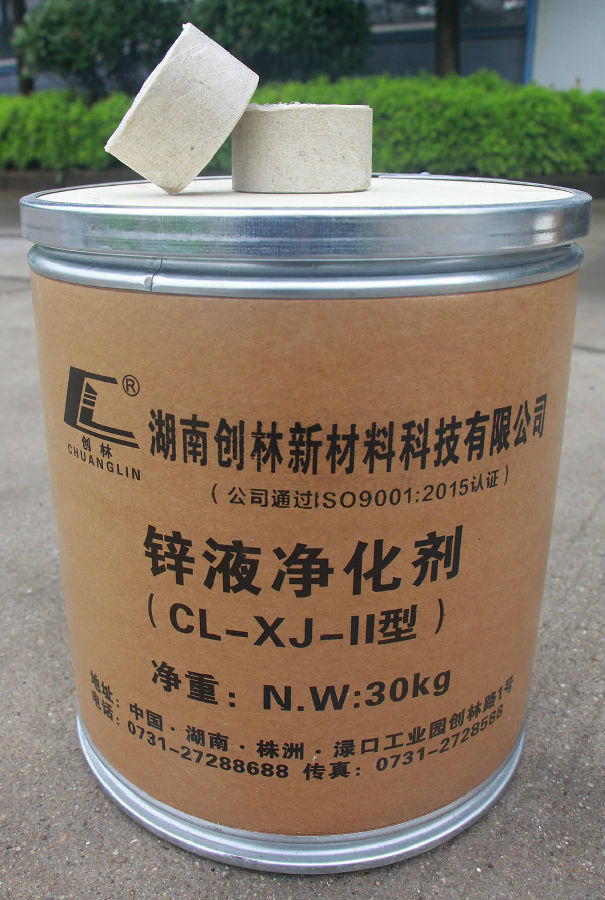 ®
创林
CHUANGLIN
湖南创林新材料科技有限公司
（公司通过ISO9001:2015认证）
锌液净化剂
（CL-XJ-II型）
净重：N.W:30kg
地址：中国·湖南·株洲·渌口工业园创林路1号
电话：0731-27288688 传真：0731-2728588